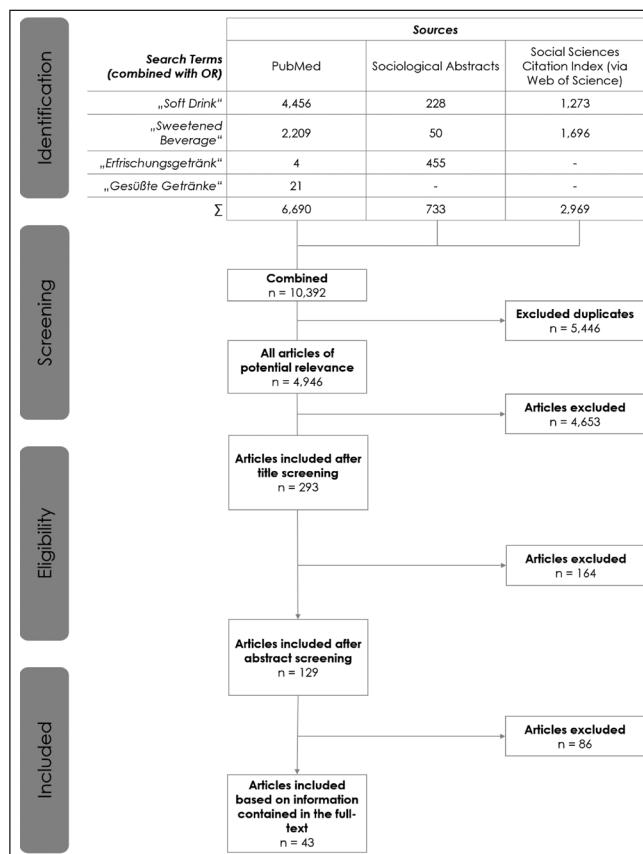 Identification
Sources
Search Terms
(combined with OR)
PubMed
Sociological Abstracts
Social Sciences
Citation Index (via
Web of Science)
„Soft Drink“
4,456
228
1,273
„Sweetened
Beverage“
2,209
50
1,696
„Erfrischungsgetränk“
4
455
-
„Gesüßte Getränke“
21
-
-
Σ
6,690
733
2,969
Screening
Combined
n = 10,392
Excluded duplicates
n = 5,446
All articles of
potential relevance
n = 4,946
Articles excluded
n = 4,653
Eligibility
Articles included after
title screening
n = 293
Articles excluded
n = 164
Articles included after
abstract screening
n = 129
Included
Articles excluded
n = 86
Articles included
based on information
contained in the full-
text
n = 43